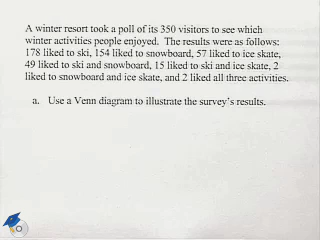 A winter resort took a poll of its 350 visitors to see which
winter activities people enjoyed. The results were as follows:
178 liked to ski, 154 liked to snowboard, 57 liked to ice skate,
49 liked to ski and snowboard, 15 liked to ski and ice skate, 2
liked to snowboard and ice skate, and 2 liked all three activities.
a. Use a Venn diagram to illustrate the survey's results.